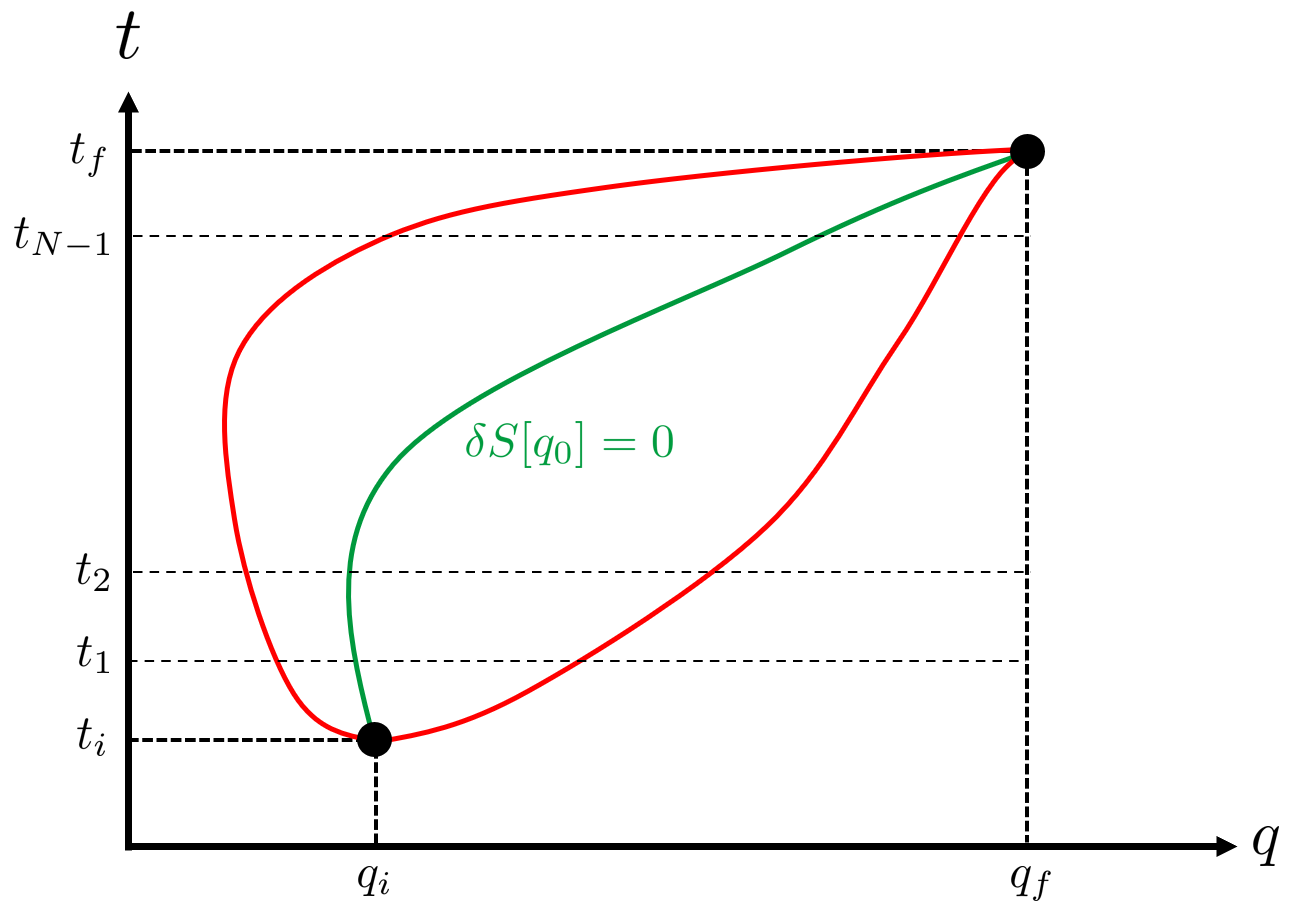 t
t_f
t_{N-1}
δS[q_0] = 0
t_2
t_1
t_i
q
q_i
q_f